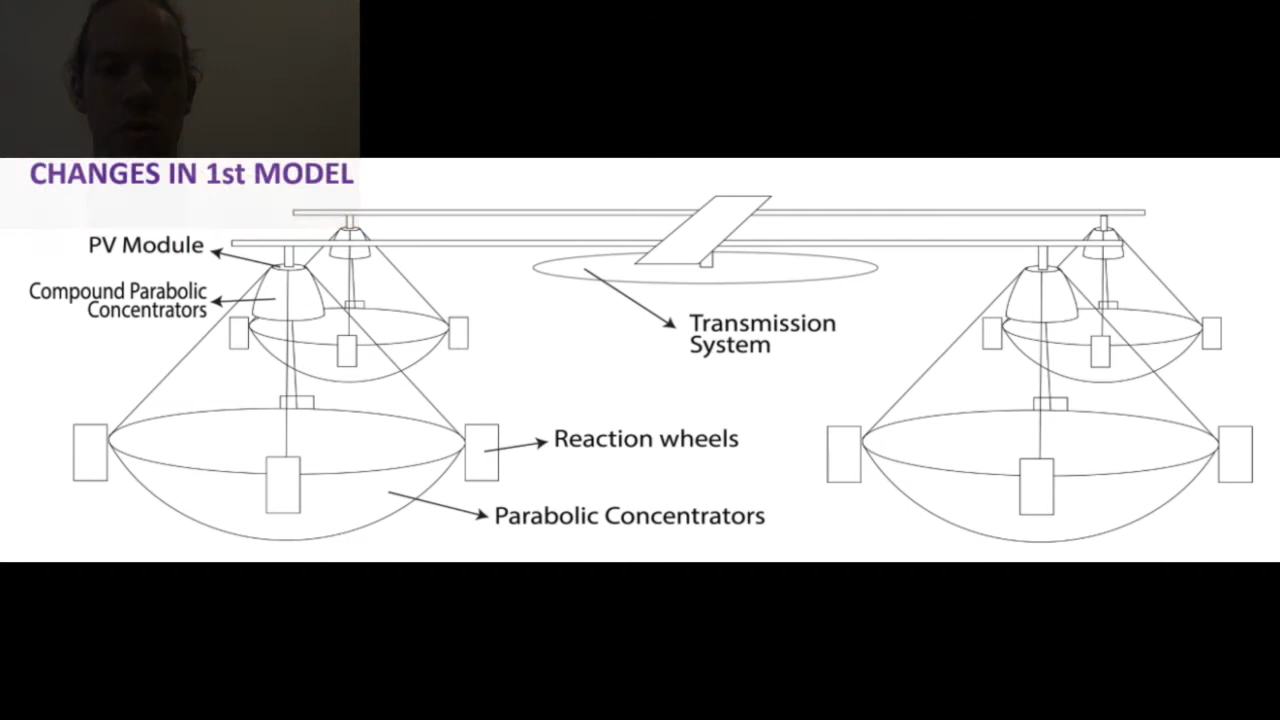 CHANGES IN 1st MODEL
PV Module
Compound Parabolic
Concentrators
Transmission
System
Reaction wheels
Parabolic Concentrators